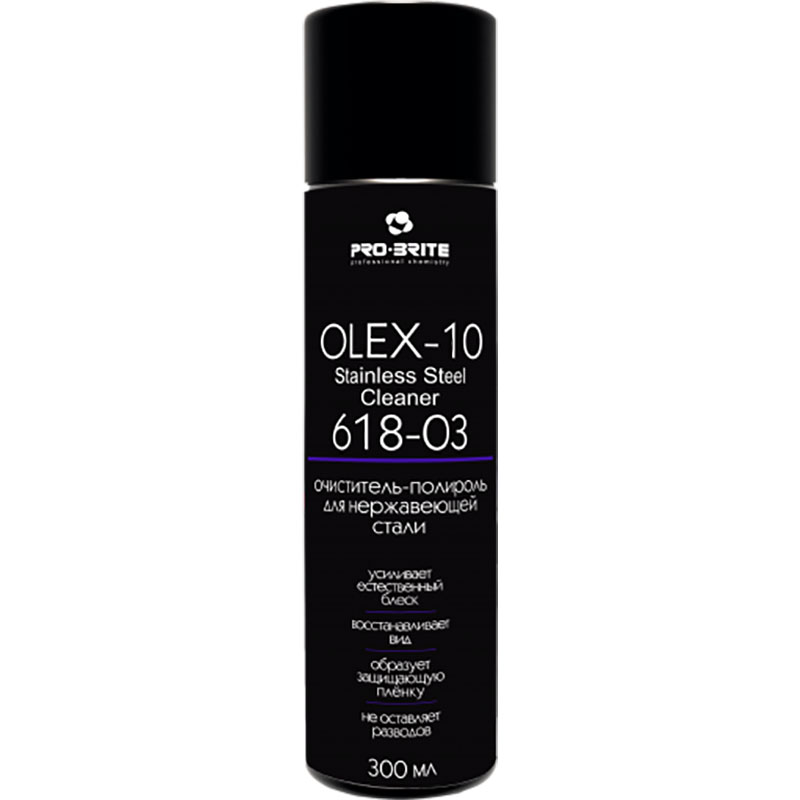 PRO-BRITE
professional chemistry
OLEX-10
Stainless Steel
Cleaner
618-03
очиститель-полироль
для нержавеющей
стали
усиливает
естественный
блеск
восстанавливает
вид
образует
защищающую
плёнку
не оставляет
разводов
300 мл